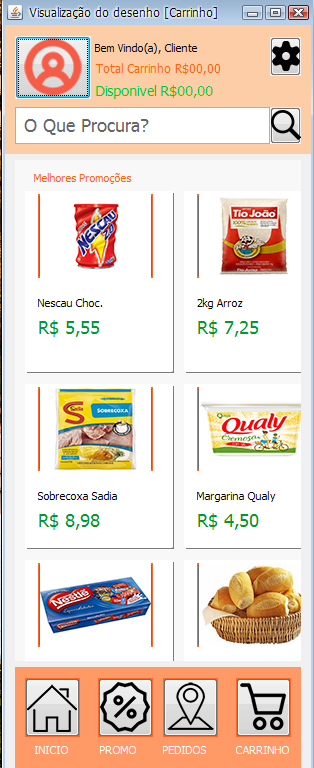 Visualização do desenho [Carrinho]
Bem Vindo(a), Cliente
Total Carrinho R$00,00
Disponivel R$00,00
O Que Procura?
Melhores Promoções
NESCAU
Tio João
100%
Nescau Choc.
2kg Arroz
R$ 5,55
R$ 7,25
S
Sadia
SOBRECOXA
Qualy
Cremosa
Sobrecoxa Sadia
Margarina Qualy
R$ 8,98
R$ 4,50
Nestlé
Especialidades
INICIO
PROMO
PEDIDOS
CARRINHO